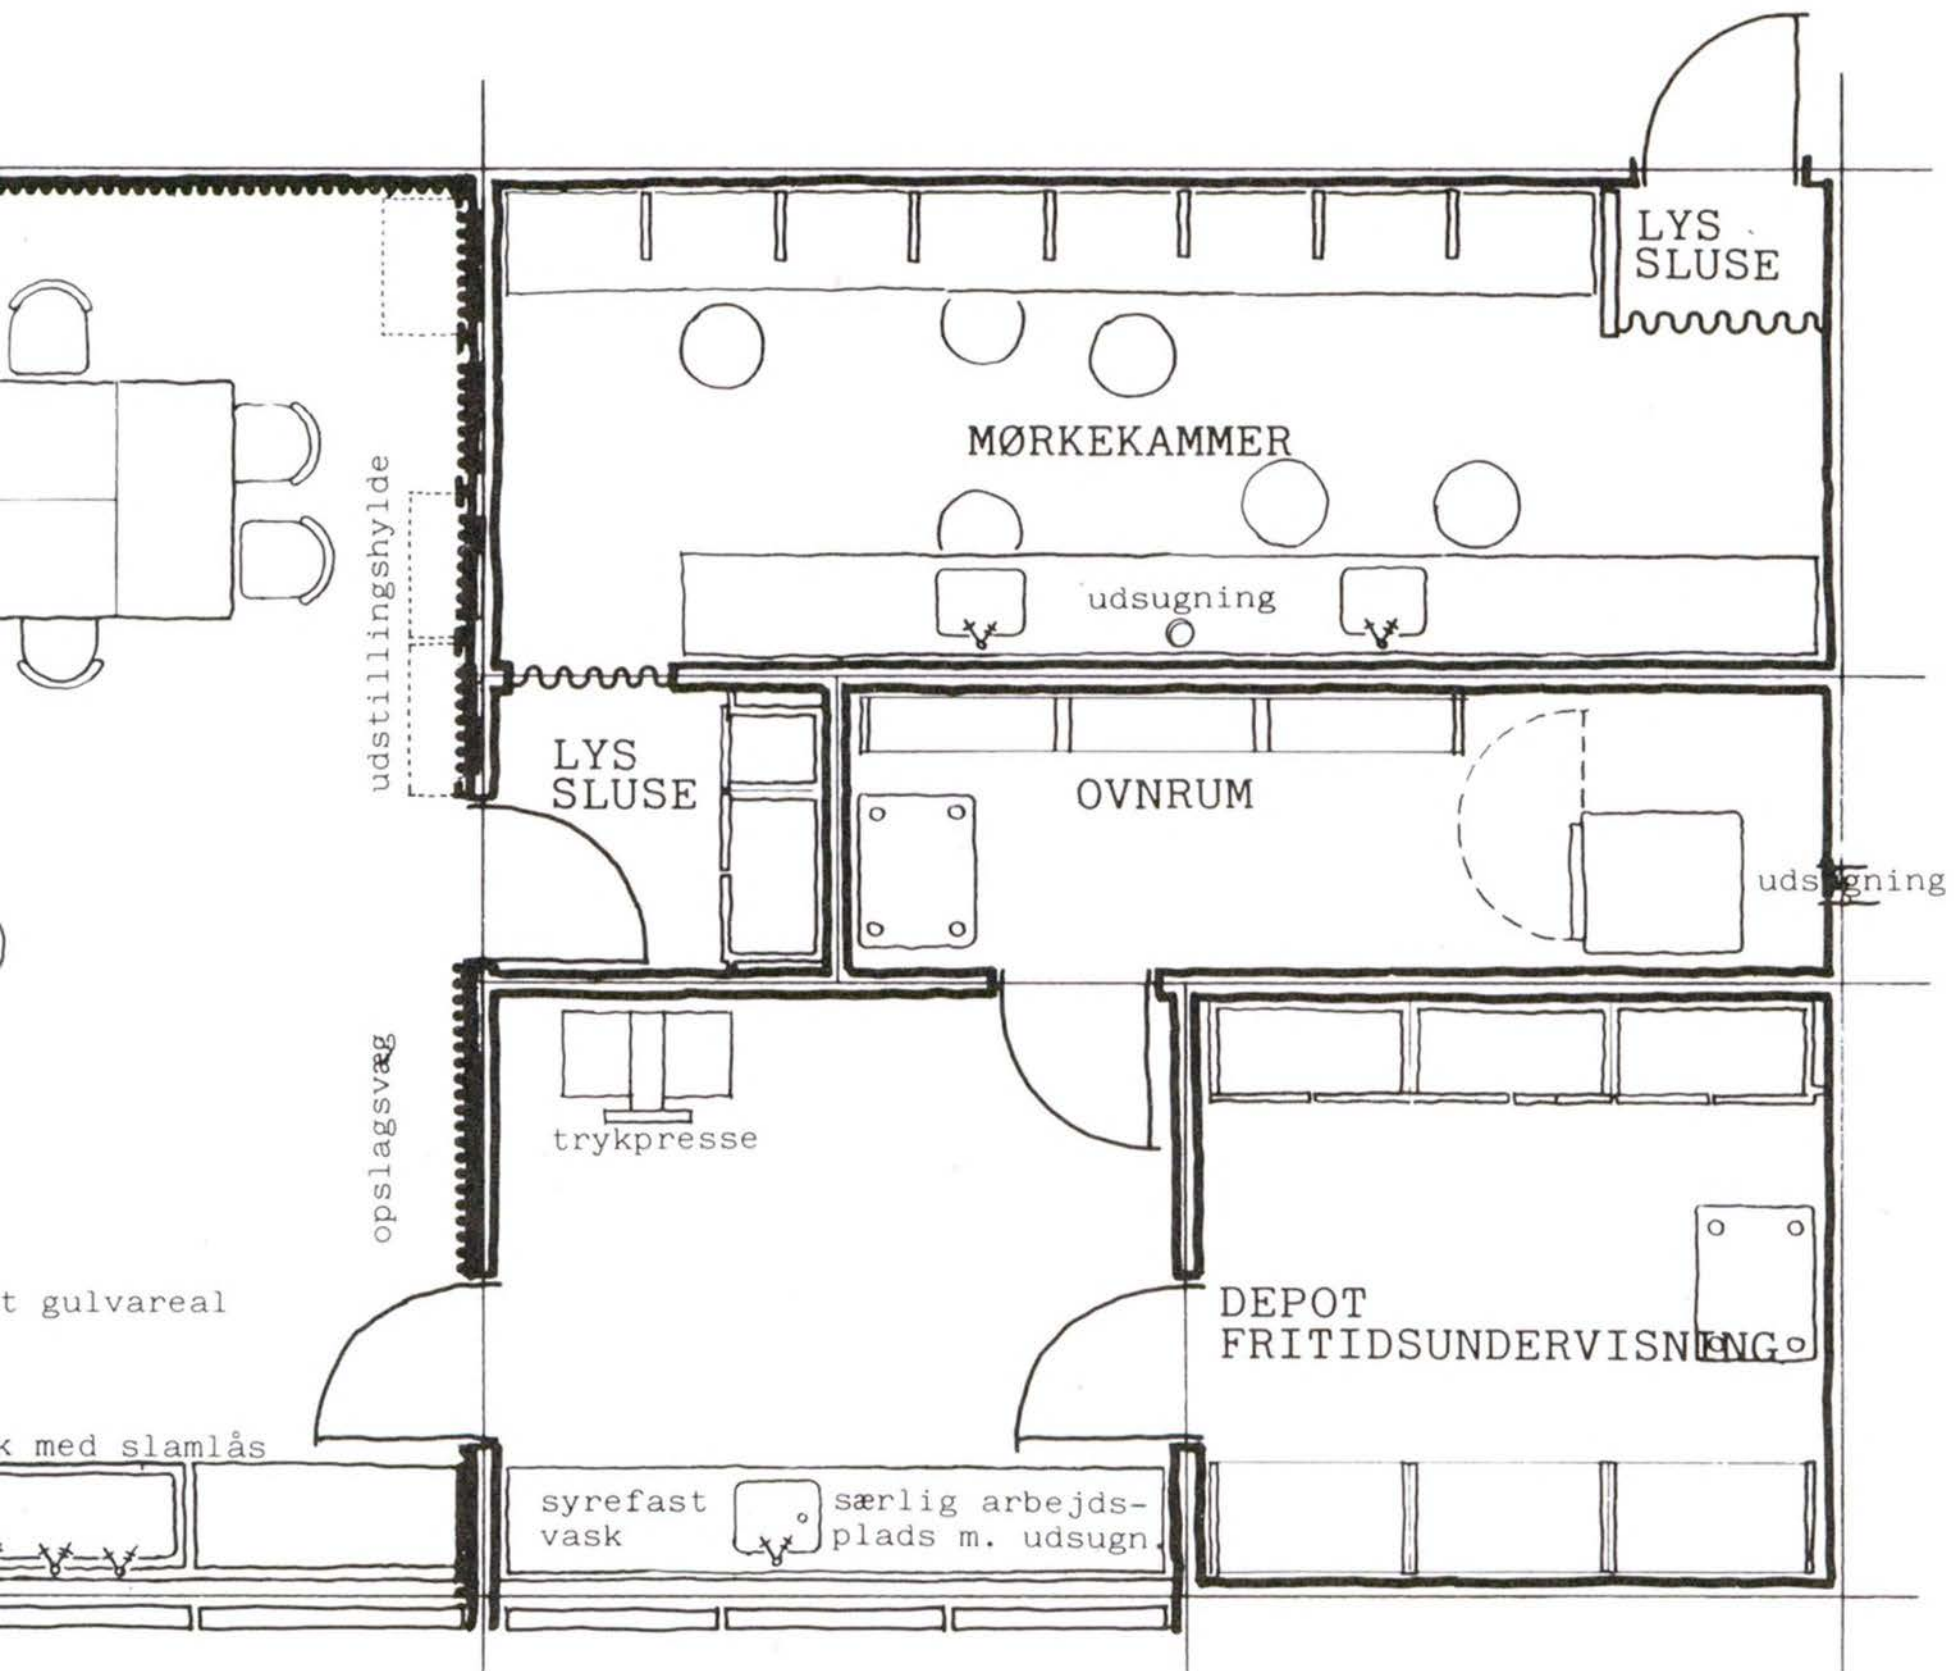 LYS
SLUSE
MØRKEKAMMER
udstillingshylde
udsugning
LYS
SLUSE
OVNRUM
udsugning
opslagsvæg
trykpresse
t gulvareal
DEPOT
FRITIDSUNDERVISNING
k med slamlås
syrefast
vask
særlig arbejds-
plads m. udsugn.